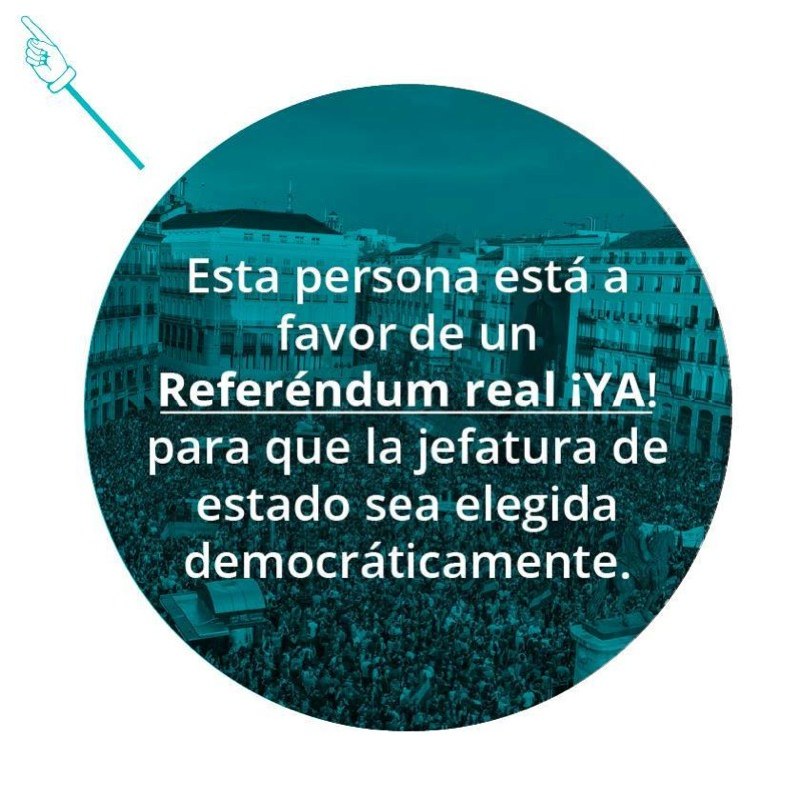 Esta persona está a
favor de un
Referéndum real ¡YA!
para que la jefatura de
estado sea elegida
democráticamente.